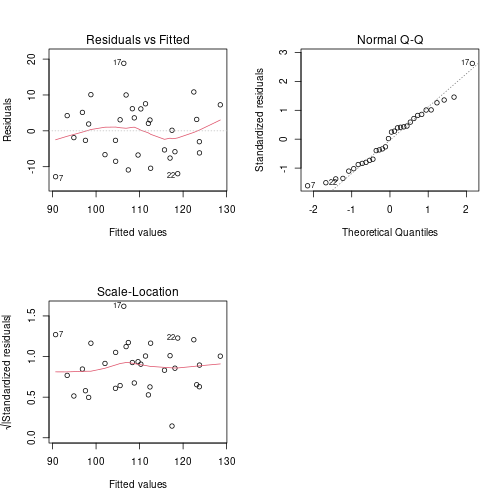 Residuals vs Fitted
Residuals
20
10
0
-10
17
7
22
90 100 110 120 130
Fitted values
Normal Q-Q
Standardized residuals
3
2
1
0
-1
17
7
22
-2 -1 0 1 2
Theoretical Quantiles
Scale-Location
√|Standardized residuals|
1.5
1.0
0.5
0.0
17
7
22
90 100 110 120 130
Fitted values